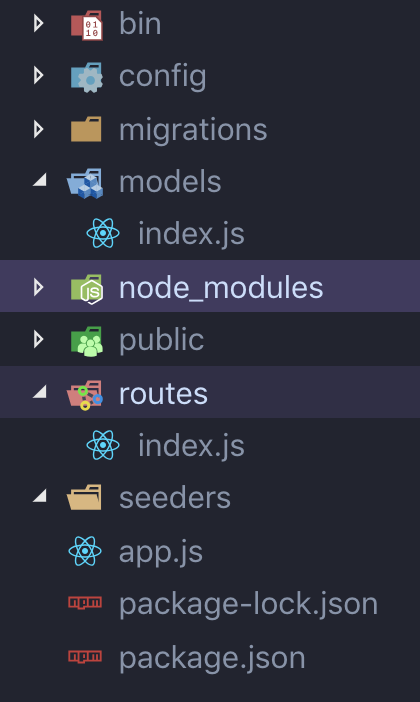 bin
config
migrations
models
index.js
node_modules
public
routes
index.js
seeders
app.js
package-lock.json
package.json